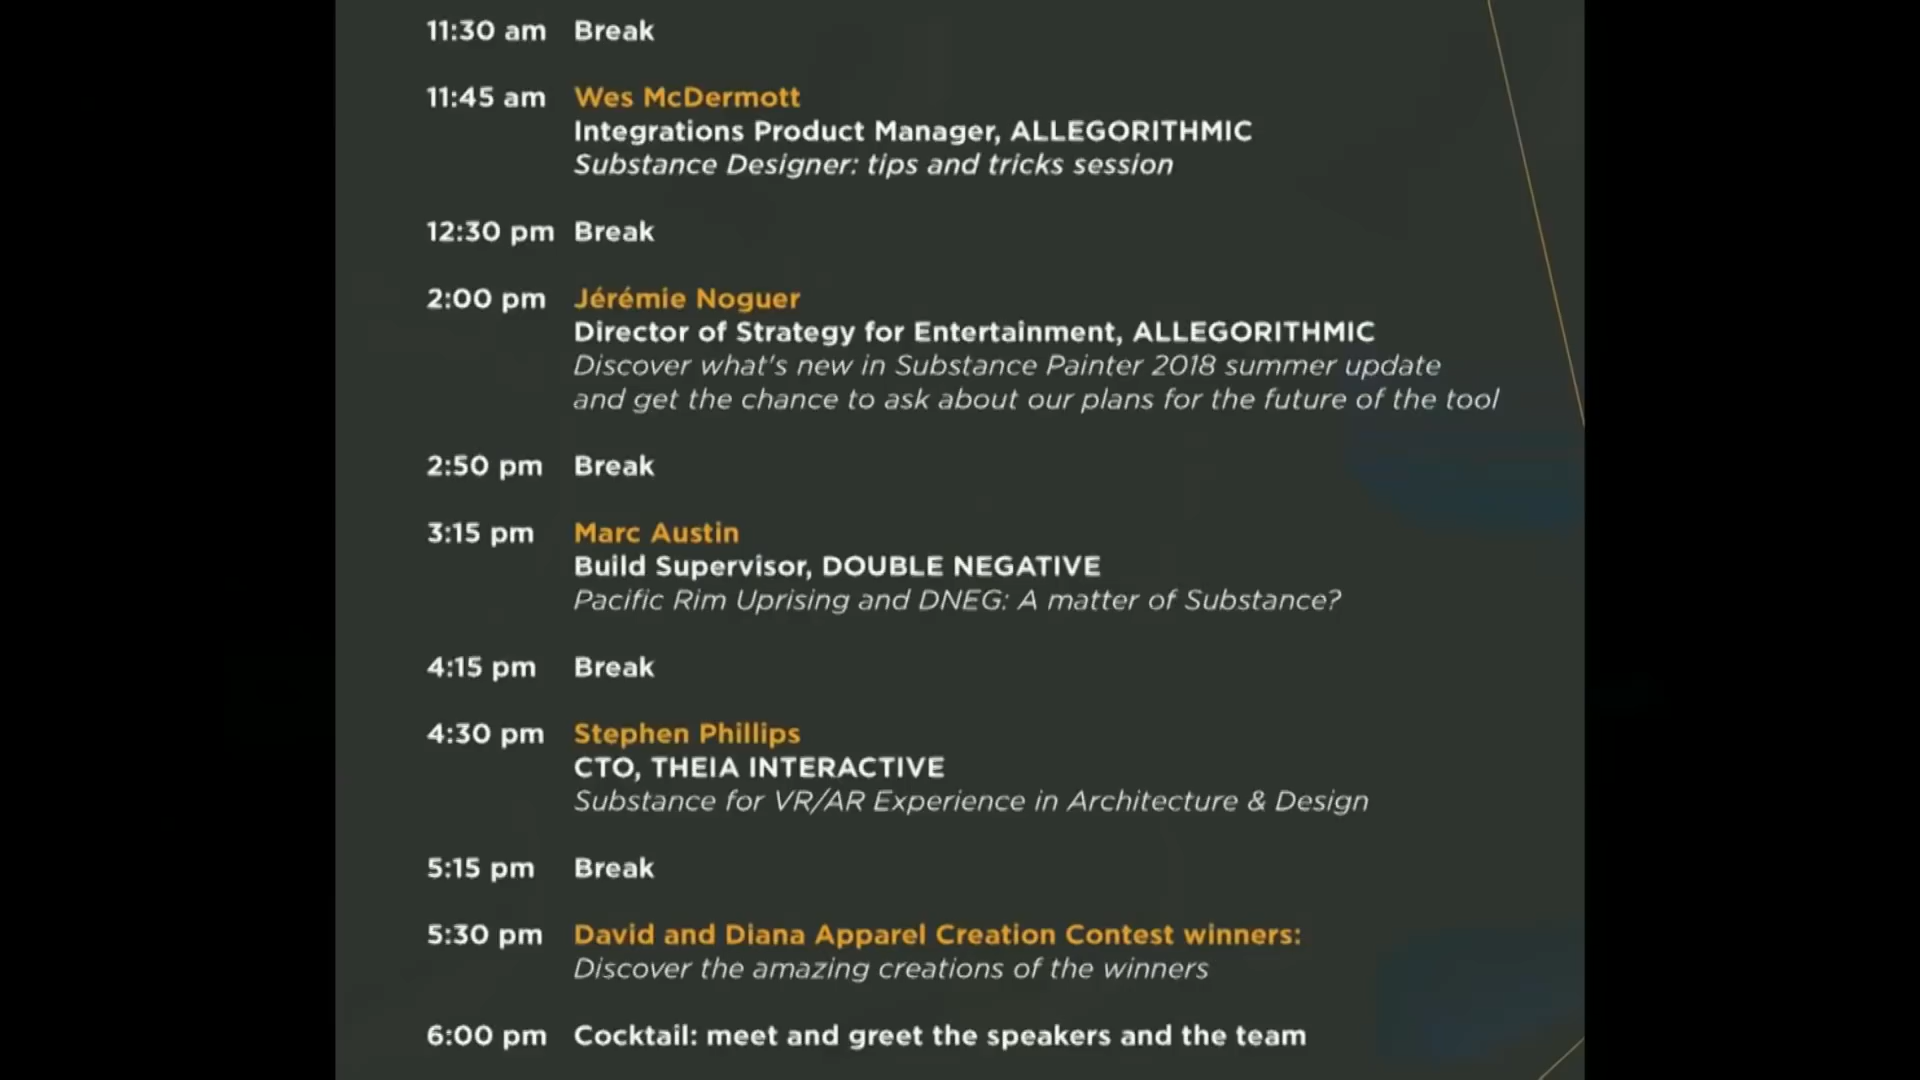 11:30 am Break
11:45 am Wes McDermott
Integrations Product Manager, ALLEGORITHMIC
Substance Designer: tips and tricks session
12:30 pm Break
2:00 pm Jérémie Noguer
Director of Strategy for Entertainment, ALLEGORITHMIC
Discover what's new in Substance Painter 2018 summer update
and get the chance to ask about our plans for the future of the tool
2:50 pm Break
3:15 pm Marc Austin
Build Supervisor, DOUBLE NEGATIVE
Pacific Rim Uprising and DNEG: A matter of Substance?
4:15 pm Break
4:30 pm Stephen Phillips
CTO, THEIA INTERACTIVE
Substance for VR/AR Experience in Architecture & Design
5:15 pm Break
5:30 pm David and Diana Apparel Creation Contest winners:
Discover the amazing creations of the winners
6:00 pm Cocktail: meet and greet the speakers and the team